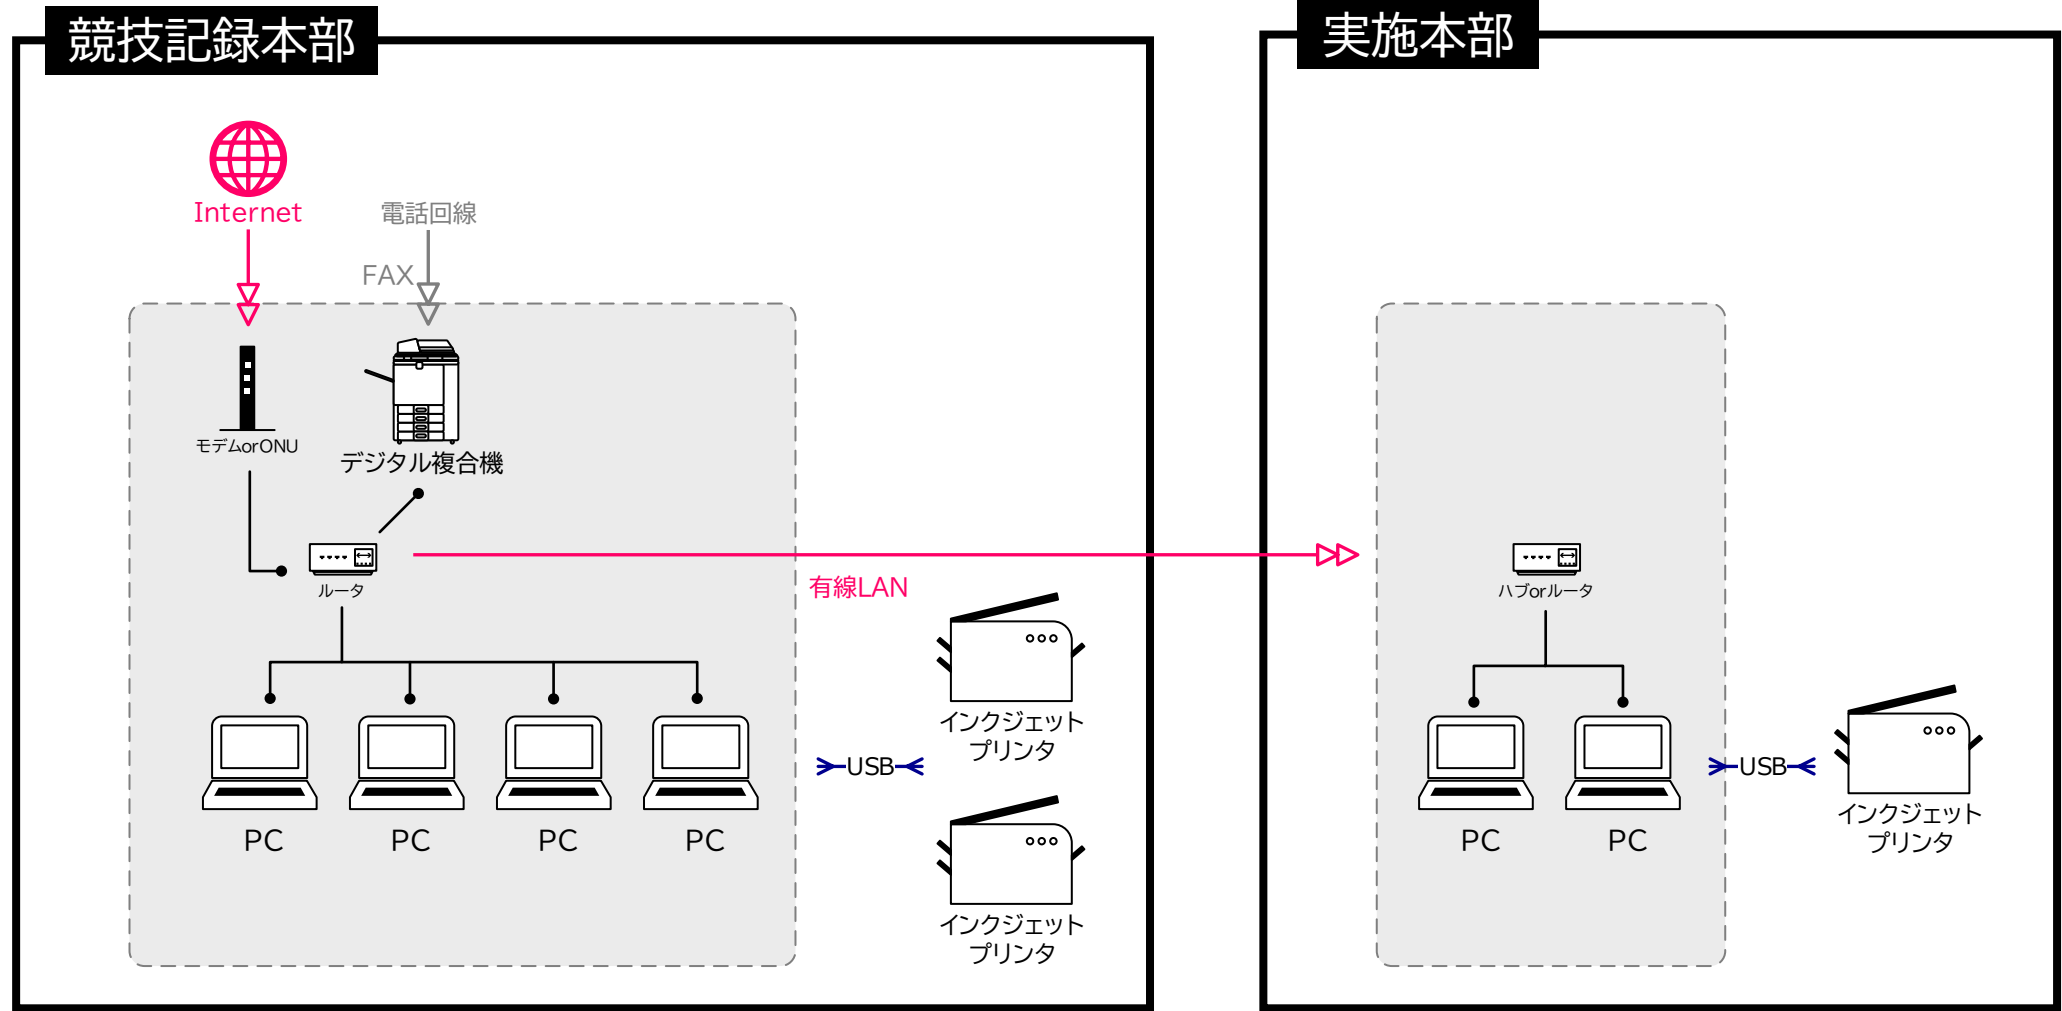 競技記録本部
実施本部
Internet
電話回線
FAX
モデムorONU
デジタル複合機
ルータ
有線LAN
ハブorルータ
インクジェット
プリンタ
USB
PC
PC
PC
PC
インクジェット
プリンタ
PC
PC
USB
インクジェット
プリンタ